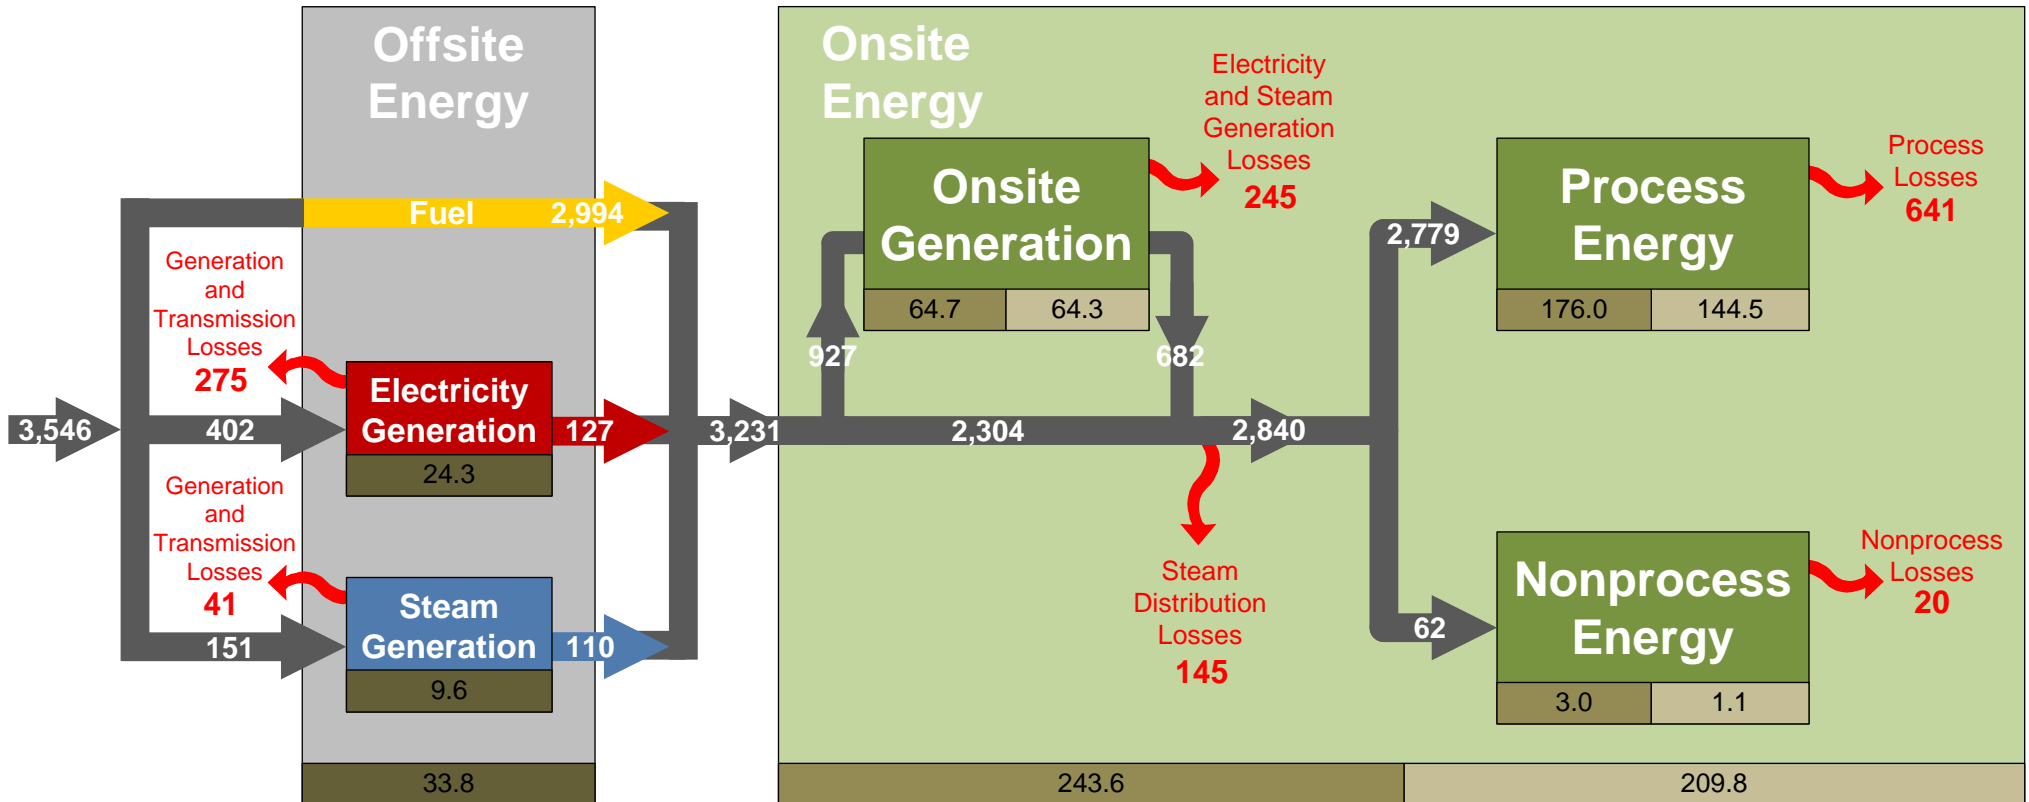 Offsite
Energy
Onsite
Energy
Fuel 2,994
Generation
and
Transmission
Losses
275
3,546
402
Electricity
Generation
127
24.3
Generation
and
Transmission
Losses
41
151
Steam
Generation
110
9.6
33.8
3,231
927
2,304
Onsite
Generation
64.7 64.3
Electricity
and Steam
Generation
Losses
245
682
2,840
Steam
Distribution
Losses
145
2,779
Process
Energy
176.0 144.5
Process
Losses
641
62
Nonprocess
Energy
3.0 1.1
Nonprocess
Losses
20
243.6 209.8